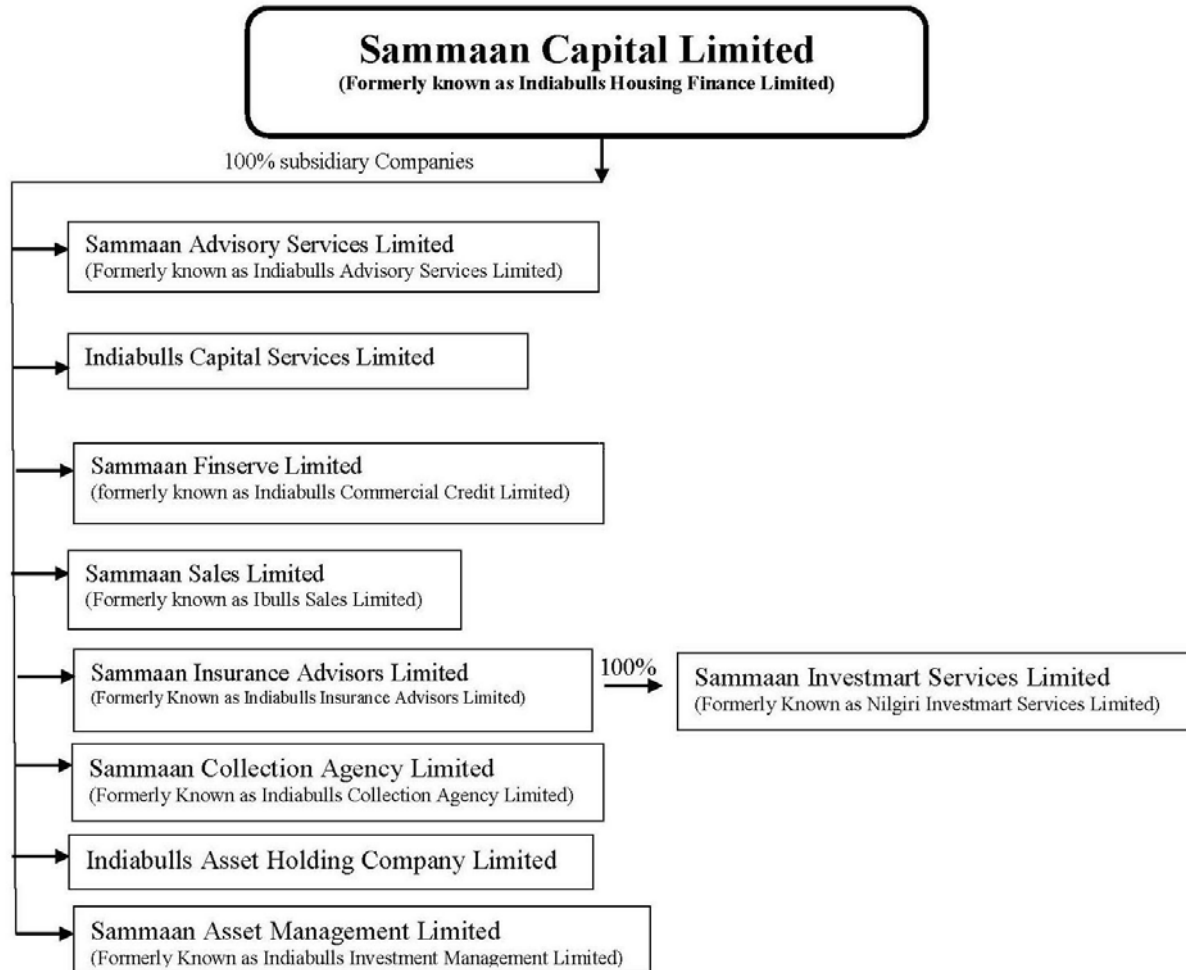 Sammaan Capital Limited
(Formerly known as Indiabulls Housing Finance Limited)
100% subsidiary Companies
Sammaan Advisory Services Limited
(Formerly known as Indiabulls Advisory Services Limited)
Indiabulls Capital Services Limited
Sammaan Finserve Limited
(formerly known as Indiabulls Commercial Credit Limited)
Sammaan Sales Limited
(Formerly known as Ibulls Sales Limited)
Sammaan Insurance Advisors Limited
(Formerly Known as Indiabulls Insurance Advisors Limited)
100%
Sammaan Investmart Services Limited
(Formerly Known as Nilgiri Investmart Services Limited)
Sammaan Collection Agency Limited
(Formerly Known as Indiabulls Collection Agency Limited)
Indiabulls Asset Holding Company Limited
Sammaan Asset Management Limited
(Formerly Known as Indiabulls Investment Management Limited)